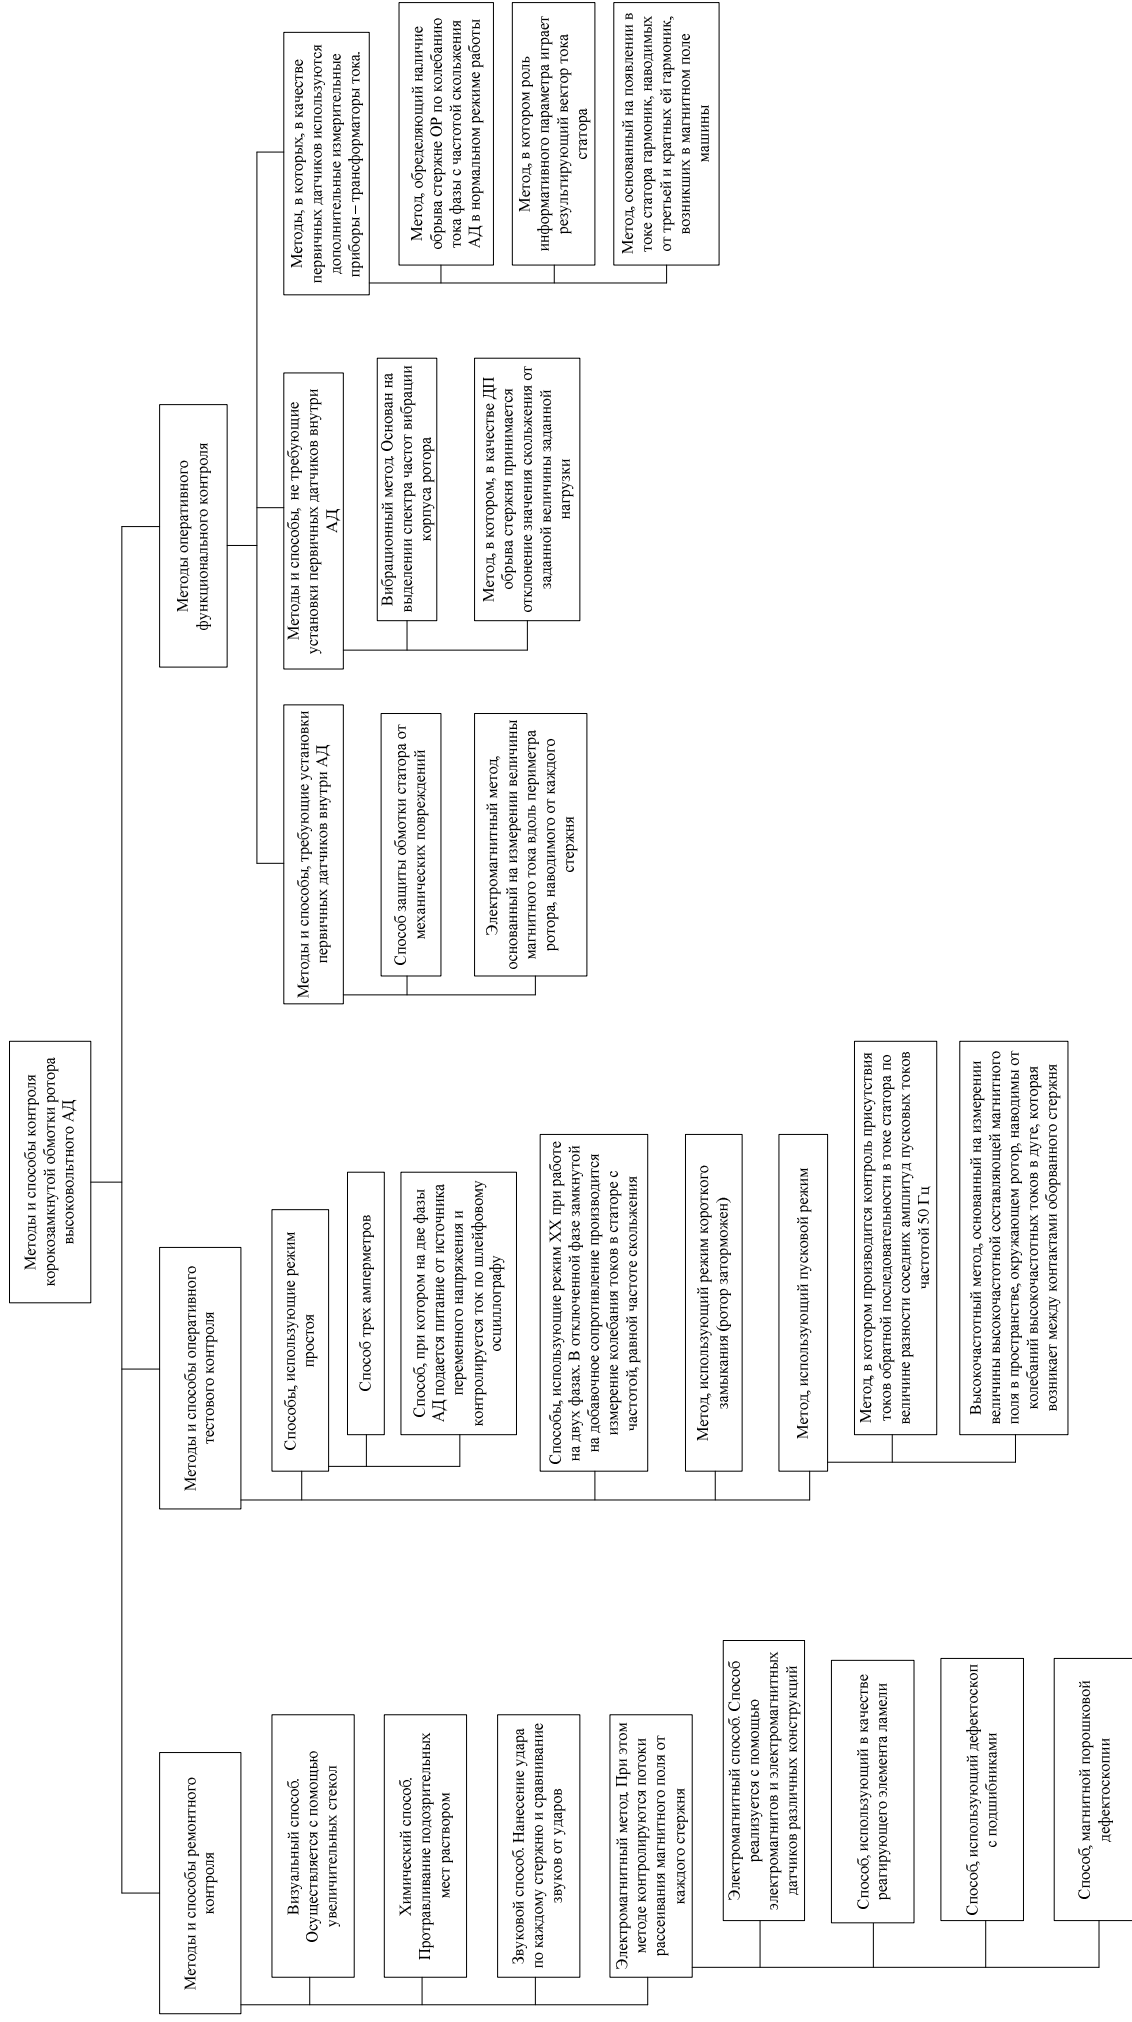 Методы и способы контроля
корокозамкнутой обмотки ротора
высоковольтного АД
Методы и способы ремонтного
контроля
Визуальный способ.
Осуществляется с помощью
увеличительных стекол
Химический способ.
Протравливание подозрительных
мест раствором
Звуковой способ. Нанесение удара
по каждому стержню и сравнивание
звуков от ударов
Электромагнитный метод. При этом
методе контролируются потоки
рассеивания магнитного поля от
каждого стержня
Электромагнитный способ. Способ
реализуется с помощью
электромагнитов и электромагнитных
датчиков различных конструкций
Способ, использующий в качестве
реагирующего элемента ламели
Способ, использующий дефектоскоп
с подшибниками
Способ, магнитной порошковой
дефектоскопии
Методы и способы оперативного
тестового контроля
Способы, использующие режим
простоя
Способ трех амперметров
Способ, при котором на две фазы
АД подается питание от источника
переменного напряжения и
контролируется ток по шлейфовому
осциллографу
Способы, использующие режим ХХ при работе
на двух фазах. В отключенной фазе замкнутой
на добавочное сопротивление производится
измерение колебания токов в статоре с
частотой, равной частоте скольжения
Метод, использующий режим короткого
замыкания (ротор заторможен)
Метод, использующий пусковой режим
Метод, в котором производится контроль присутствия
токов обратной последовательности в токе статора по
величине разности соседних амплитуд пусковых токов
частотой 50 Гц
Высокочастотный метод, основанный на измерении
величины высокочастотной составляющей магнитного
поля в пространстве, окружающем ротор, наводимы от
колебаний высокочастотных токов в дуге, которая
возникает между контактами оборванного стержня
Методы оперативного
функционального контроля
Методы и способы, требующие установки
первичных датчиков внутри АД
Способ защиты обмотки статора от
механических повреждений
Электромагнитный метод,
основанный на измерении величины
магнитного тока вдоль периметра
ротора, наводимого от каждого
стержня
Методы и способы, не требующие
установки первичных датчиков внутри
АД
Вибрационный метод. Основан на
выделении спектра частот вибрации
корпуса ротора
Метод, в котором, в качестве ДП
обрыва стержня принимается
отклонение значения скольжения от
заданной величины заданной
нагрузки
Методы, в которых, в качестве
первичных датчиков используются
дополнительные измерительные
приборы – трансформаторы тока.
Метод, определяющий наличие
обрыва стержне ОР по колебанию
тока фазы с частотой скольжения
АД в нормальном режиме работы
Метод, в котором роль
информативного параметра играет
результирующий вектор тока
статора
Метод, основанный на появлении в
токе статора гармоник, наводимых
от третьей и кратных ей гармоник,
возникших в магнитном поле
машины